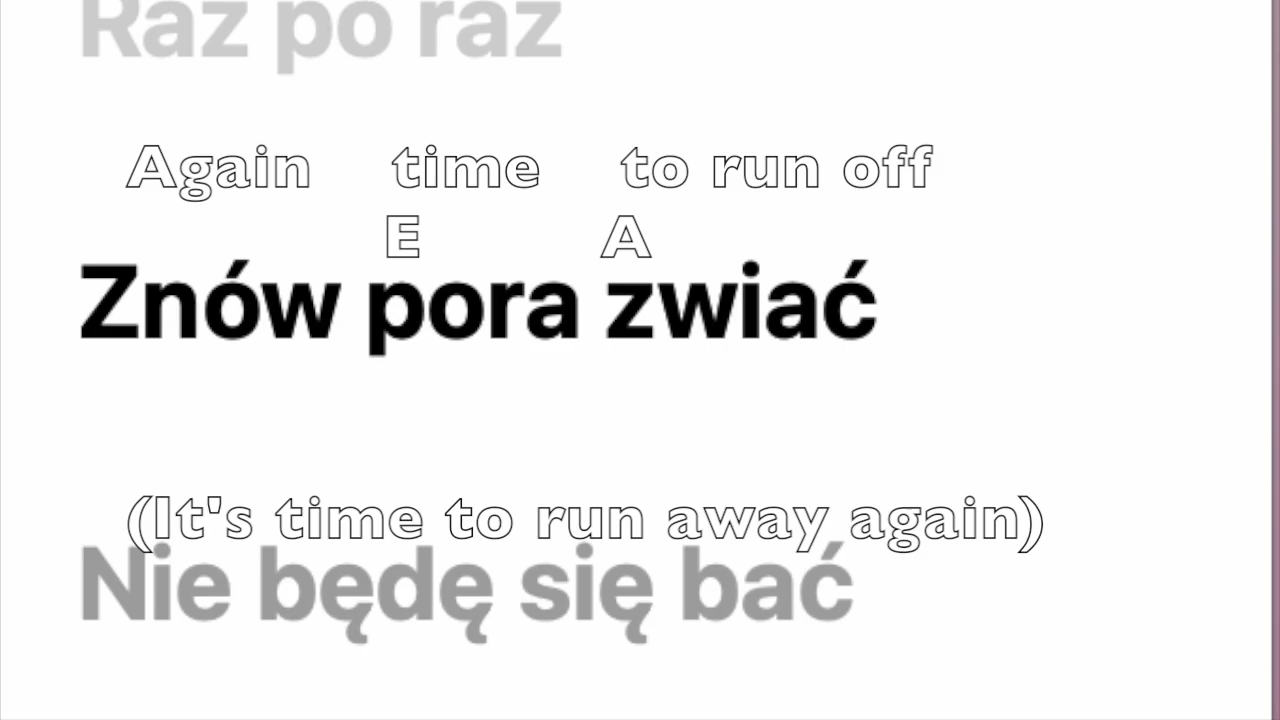 Raz po raz
Again time to run off
E A
Znów pora zwiać
(It's time to run away again)
Nie będę się bać